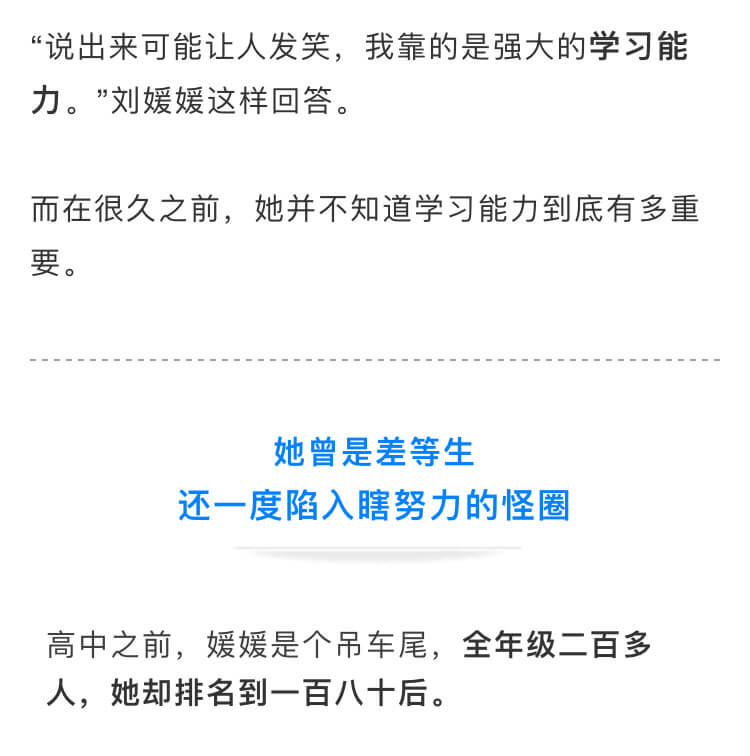 “说出来可能让人发笑，我靠的是强大的学习能
力。”刘媛媛这样回答。
而在很久之前，她并不知道学习能力到底有多重
要。
她曾是差等生
还一度陷入瞎努力的怪圈
高中之前，媛媛是个吊车尾，全年级二百多
人，她却排名到一百八十后。